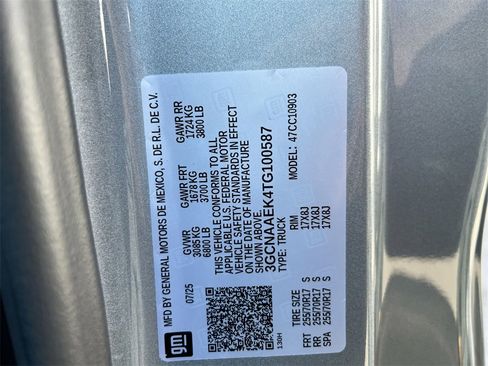 MFD BY GENERAL MOTORS DE MEXICO, S. DE R.L. DE C.V.
07/25 GVWR GAWR FRT GAWR RR
3085 KG 1678 KG 1724 KG
6800 LB 3700 LB 3800 LB
THIS VEHICLE CONFORMS TO ALL
APPLICABLE U.S. FEDERAL MOTOR
VEHICLE SAFETY STANDARDS IN EFFECT
ON THE DATE OF MANUFACTURE
SHOWN ABOVE.
3GCNAAEK4TG100587
TYPE: TRUCK MODEL: 47CC10903
gm
130H
TIRE SIZE RIM
FRT 255/70R17 S 17X8J
RR 255/70R17 S 17X8J
SPA 255/70R17 S 17X8J